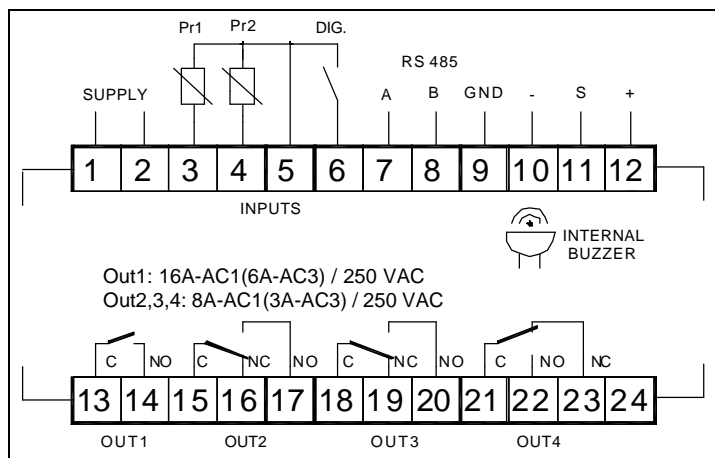 Pr1 Pr2 DIG.
RS 485
SUPPLY A B GND - S +
1 2 3 4 5 6 7 8 9 10 11 12
INPUTS
INTERNAL
BUZZER
Out1: 16A-AC1(6A-AC3) / 250 VAC
Out2,3,4: 8A-AC1(3A-AC3) / 250 VAC
C NO C NC NO C NC NO C NO NC
13 14 15 16 17 18 19 20 21 22 23 24
OUT1 OUT2 OUT3 OUT4